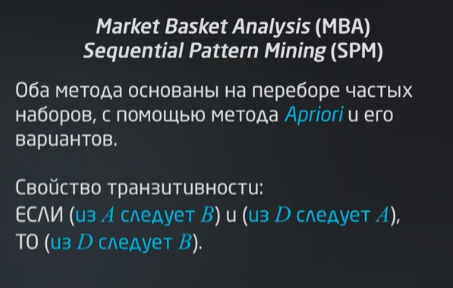 Market Basket Analysis (MBA)
Sequential Pattern Mining (SPM)
Оба метода основаны на переборе частых
наборов, с помощью метода Apriori и его
вариантов.
Свойство транзитивности:
ЕСЛИ (из A следует B) и (из D следует A),
ТО (из D следует B).